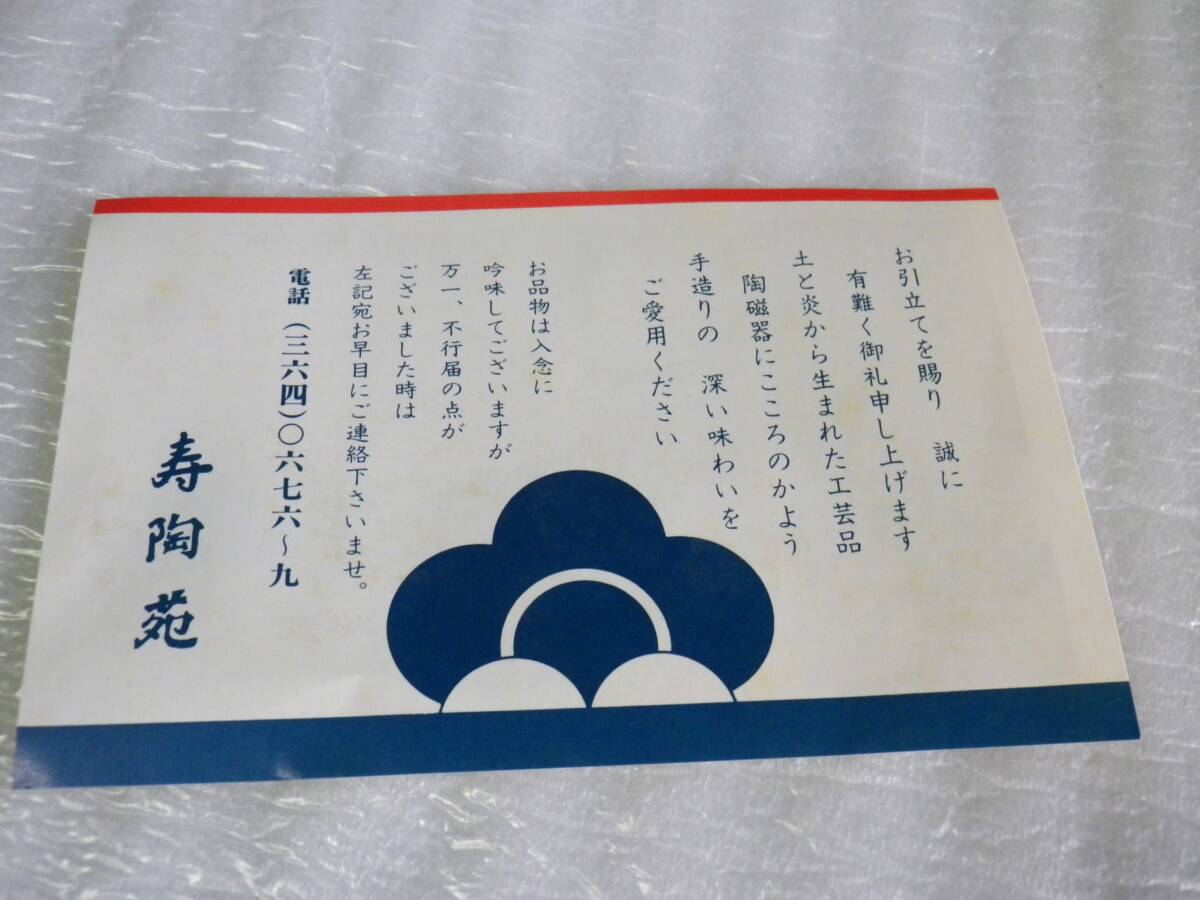 お引立てを賜り　誠に
有難く御礼申し上げます
土と炎から生まれた工芸品
陶磁器にこころのかよう
手造りの　深い味わいを
ご愛用ください
お品物は入念に
吟味してございますが
万一、不行届の点が
ございました時は
左記宛お早目にご連絡下さいませ。
電話（三六四）〇六七六〜九
寿陶苑